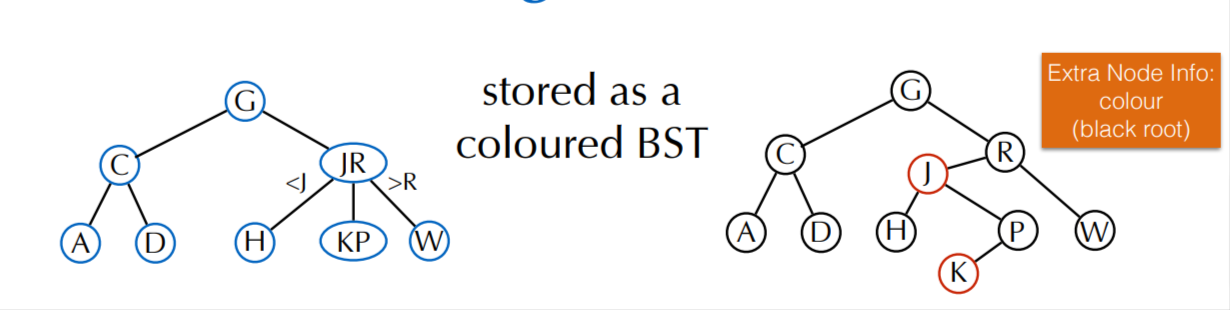 G
C
JR
<J
>R
A
D
H
KP
W
stored as a
coloured BST
G
C
J
R
A
D
H
P
W
K
Extra Node Info:
colour
(black root)